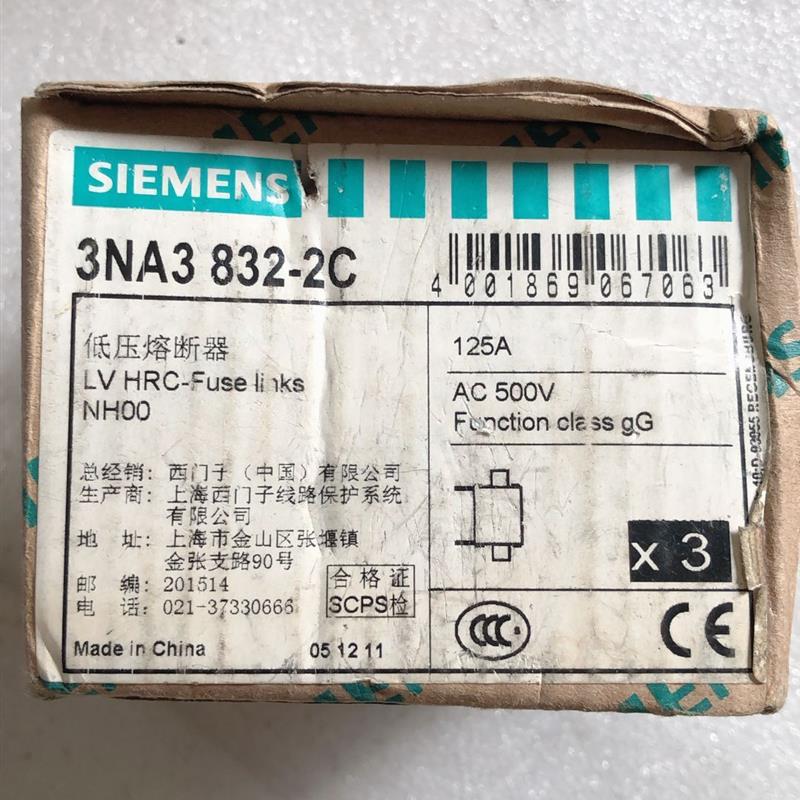 SIEMENS
3NA3 832-2C
4 001869 067063
低压熔断器
LV HRC-Fuse links
NH00
125A
AC 500V
Function class gG
总经销: 西门子(中国)有限公司
生产商: 上海西门子线路保护系统
有限公司
地 址: 上海市金山区张堰镇
金张支路90号
邮 编: 201514
电 话: 021-37330666
合格证
SCPS检
x 3
Made in China
05 12 11
CCC
CE